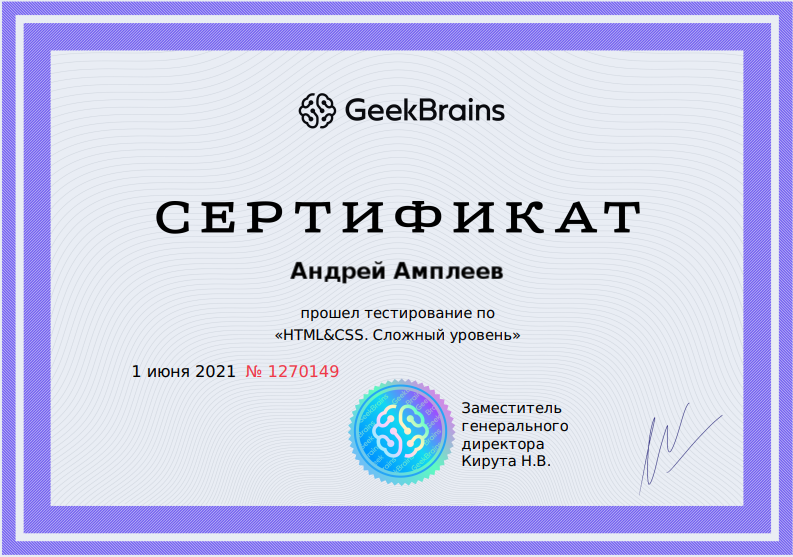 GeekBrains
СЕРТИФИКАТ
Андрей Амплеев
прошел тестирование по
«HTML&CSS. Сложный уровень»
1 июня 2021 № 1270149
Заместитель
генерального
директора
Кирута Н.В.